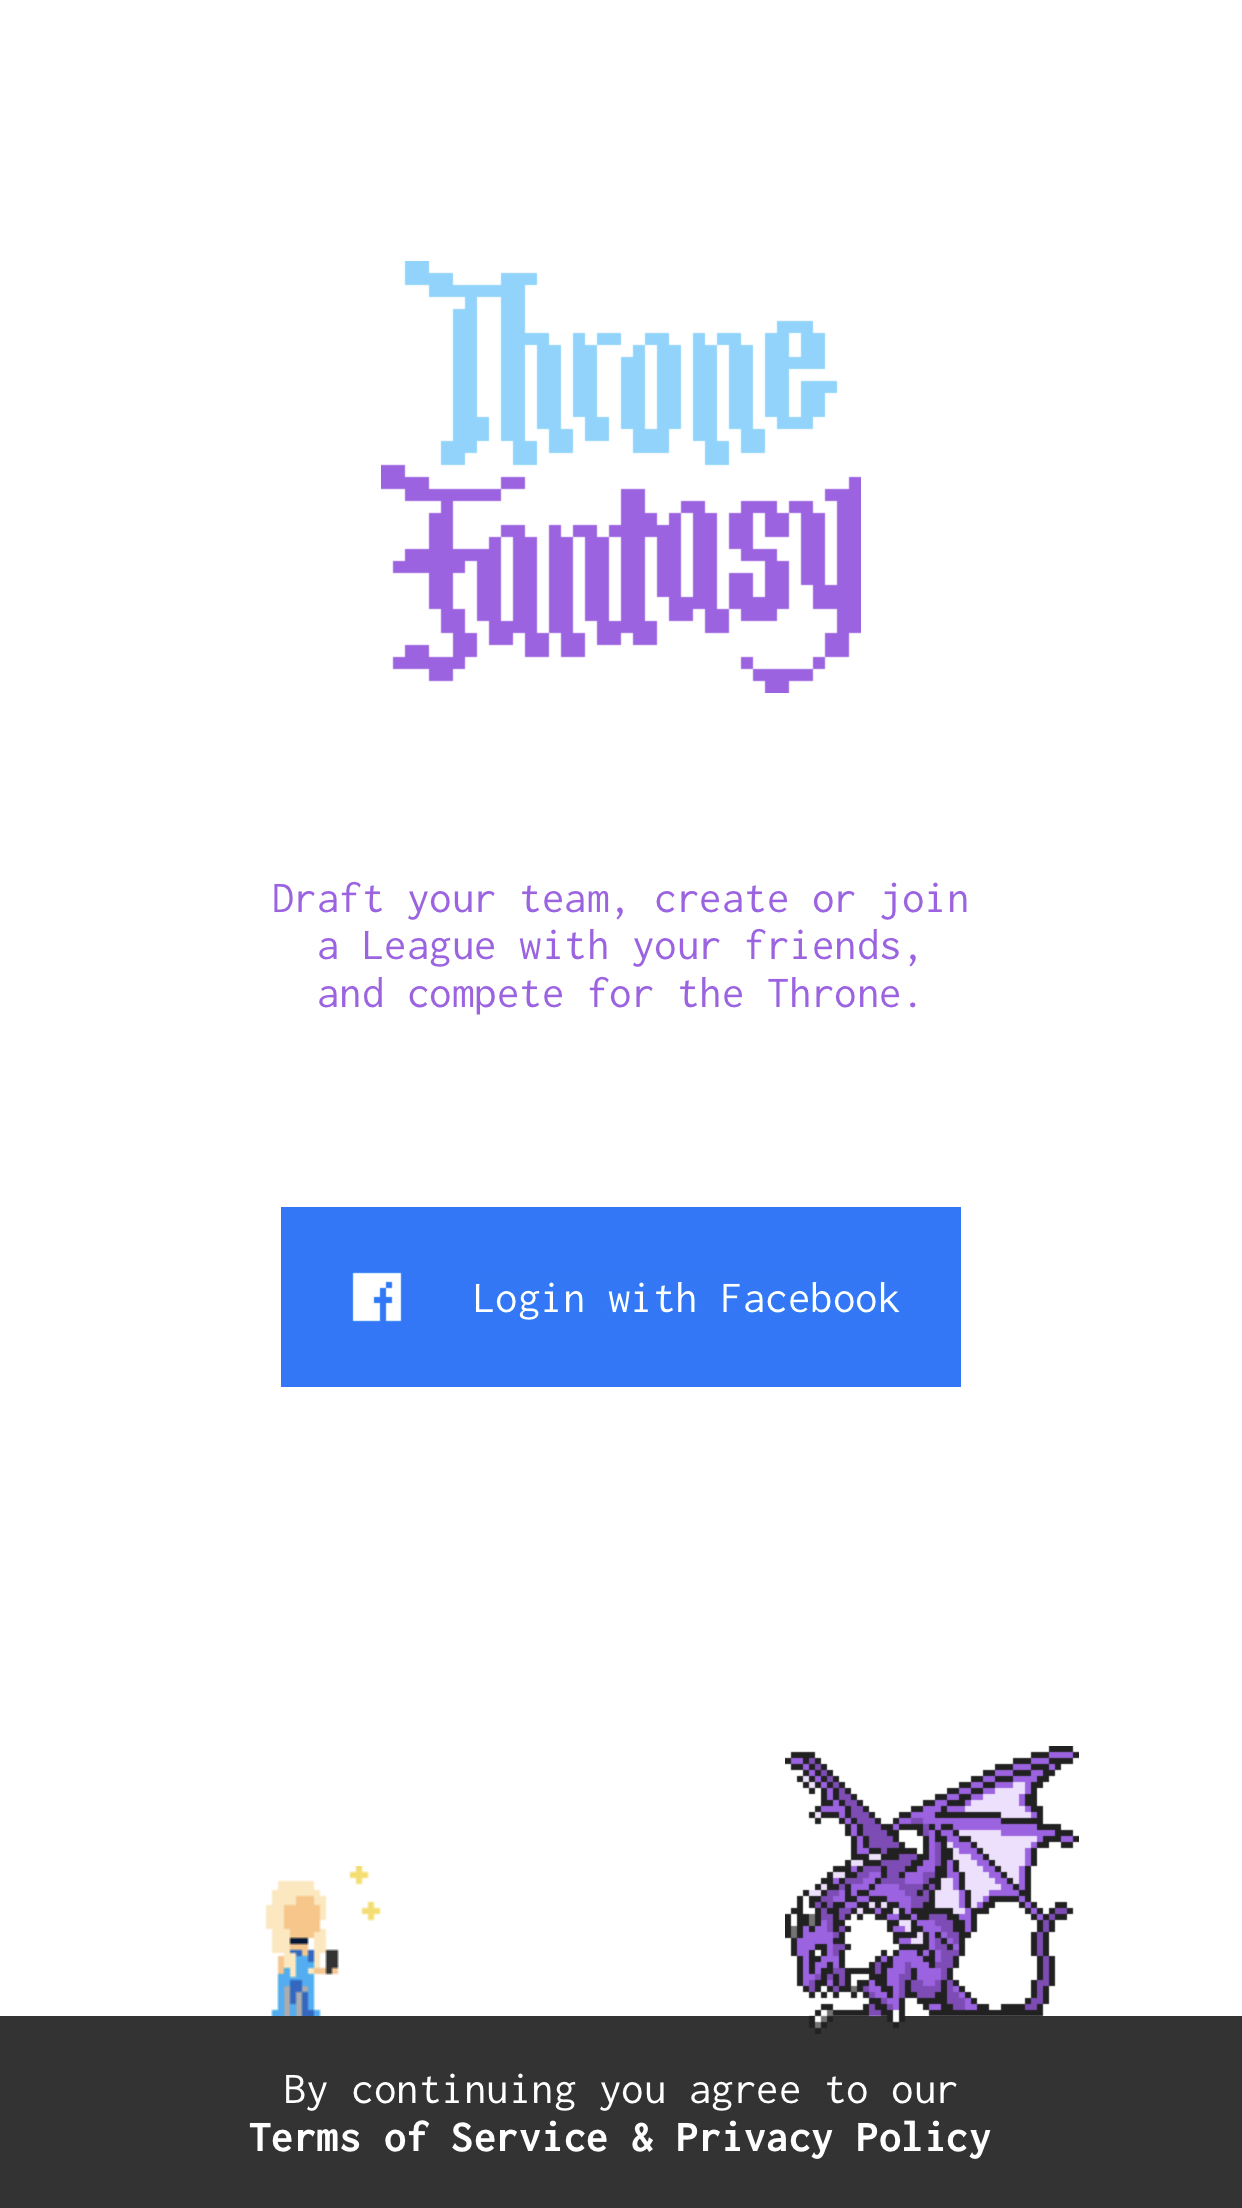 Throne
Fantasy
Draft your team, create or join
a League with your friends,
and compete for the Throne.
Login with Facebook
By continuing you agree to our
Terms of Service & Privacy Policy